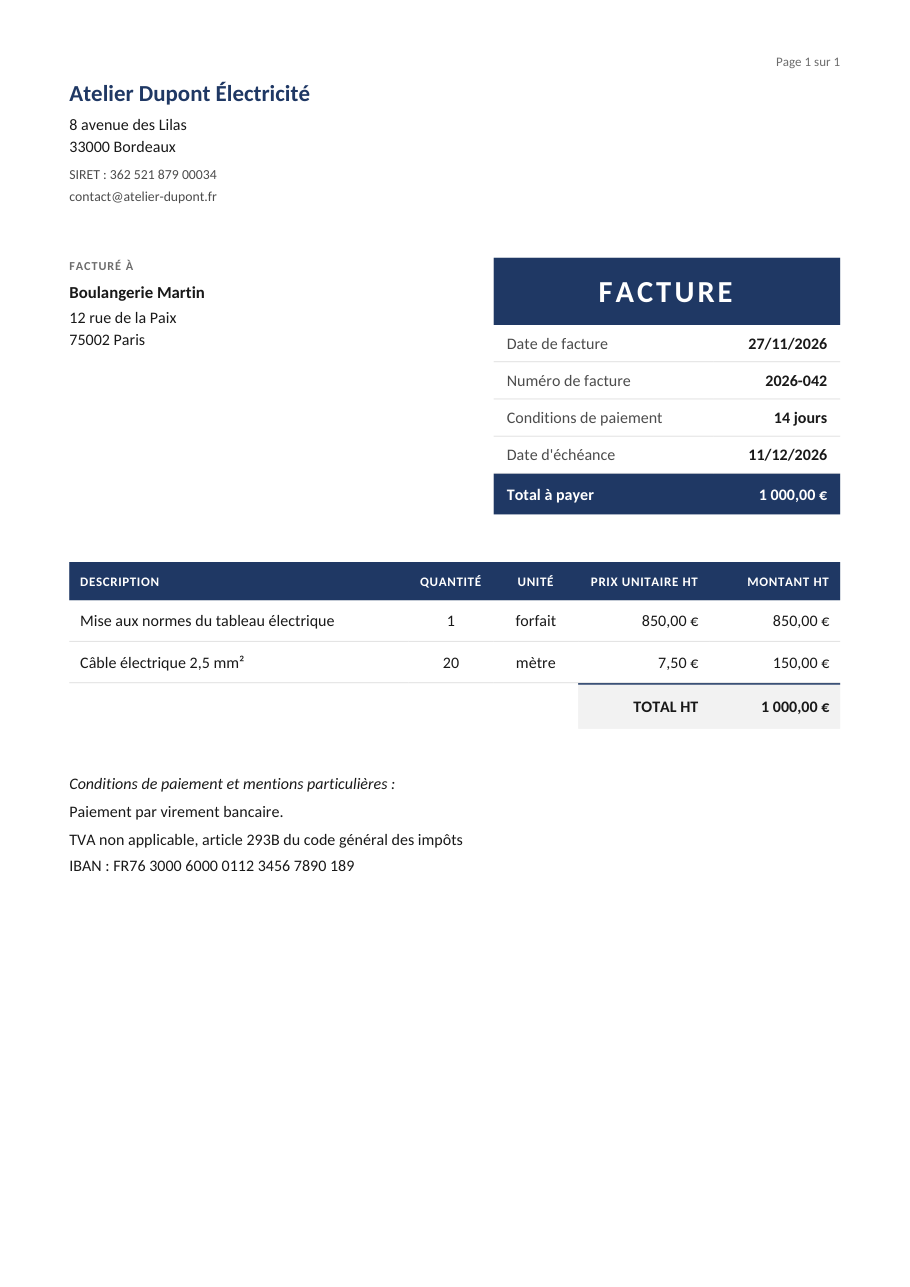 Page 1 sur 1
Atelier Dupont Électricité
8 avenue des Lilas
33000 Bordeaux
SIRET : 362 521 879 00034
contact@atelier-dupont.fr
FACTURÉ À
Boulangerie Martin
12 rue de la Paix
75002 Paris
FACTURE
Date de facture 27/11/2026
Numéro de facture 2026-042
Conditions de paiement 14 jours
Date d'échéance 11/12/2026
Total à payer 1 000,00 €
DESCRIPTION QUANTITÉ UNITÉ PRIX UNITAIRE HT MONTANT HT
Mise aux normes du tableau électrique 1 forfait 850,00 € 850,00 €
Câble électrique 2,5 mm² 20 mètre 7,50 € 150,00 €
TOTAL HT 1 000,00 €
Conditions de paiement et mentions particulières :
Paiement par virement bancaire.
TVA non applicable, article 293B du code général des impôts
IBAN : FR76 3000 6000 0112 3456 7890 189